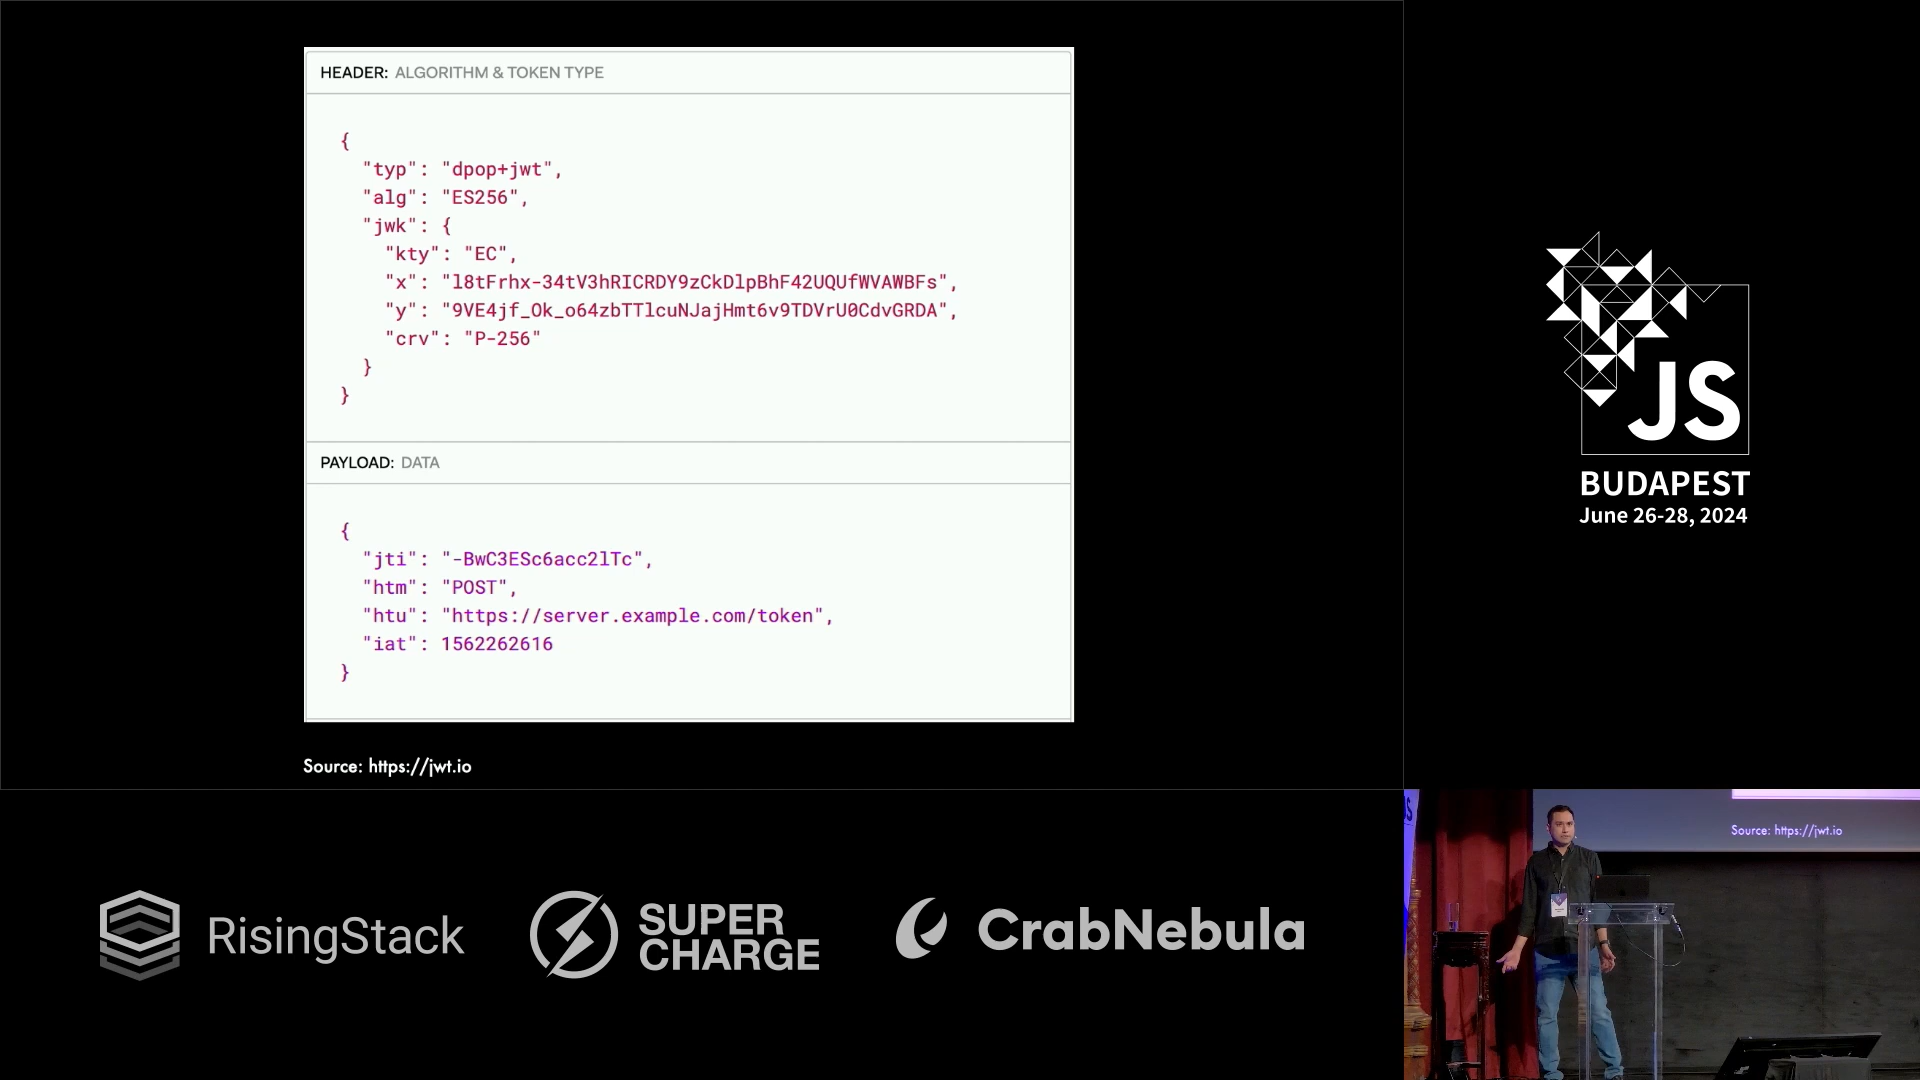 HEADER: ALGORITHM & TOKEN TYPE
{
"typ": "dpop+jwt",
"alg": "ES256",
"jwk": {
"kty": "EC",
"x": "l8tFrhx-34tV3hRICRDY9zCkDlpBhF42UQUfWVAWBFs",
"y": "9VE4jf_Ok_o64zbTTlcuNJajHmt6v9TDVrU0CdvGRDA",
"crv": "P-256"
}
}
PAYLOAD: DATA
{
"jti": "-BwC3ESc6acc2lTc",
"htm": "POST",
"htu": "https://server.example.com/token",
"iat": 1562262616
}
Source: https://jwt.io
JS
BUDAPEST
June 26-28, 2024
RisingStack
SUPER
CHARGE
CrabNebula
JS
Source: https://jwt.io